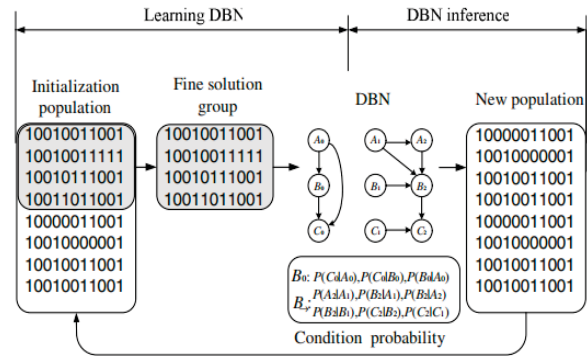 Learning DBN
DBN inference
Initialization
population
10010011001
10010011111
10010111001
10011011001
10000011001
10010000001
10010011001
10010011001
Fine solution
group
10010011001
10010011111
10010111001
10011011001
DBN
A₀
B₀
C₀
A₁
A₂
B₁
B₂
C₁
C₂
B₀: P(C₀|A₀),P(C₀|B₀),P(B₀|A₀)
P(A₂|A₁),P(B₂|A₁),P(B₂|A₂)
P(B₂|B₁),P(C₂|B₂),P(C₂|C₁)
Condition probability
New population
10000011001
10010000001
10010011001
10010011001
10000011001
10010000001
10010011001
10010011001